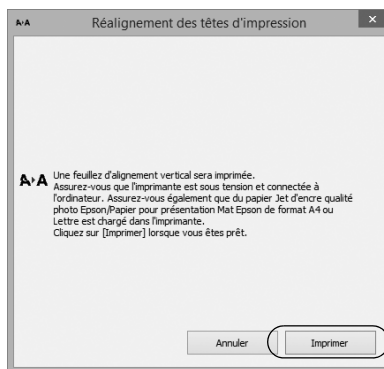 A▸A Réalignement des têtes d'impression ×
A▸A Une feuillez d'alignement vertical sera imprimée.
Assurez-vous que l'imprimante est sous tension et connectée à
l'ordinateur. Assurez-vous également que du papier Jet d'encre qualité
photo Epson/Papier pour présentation Mat Epson de format A4 ou
Lettre est chargé dans l'imprimante.
Cliquez sur [Imprimer] lorsque vous êtes prêt.
Annuler Imprimer